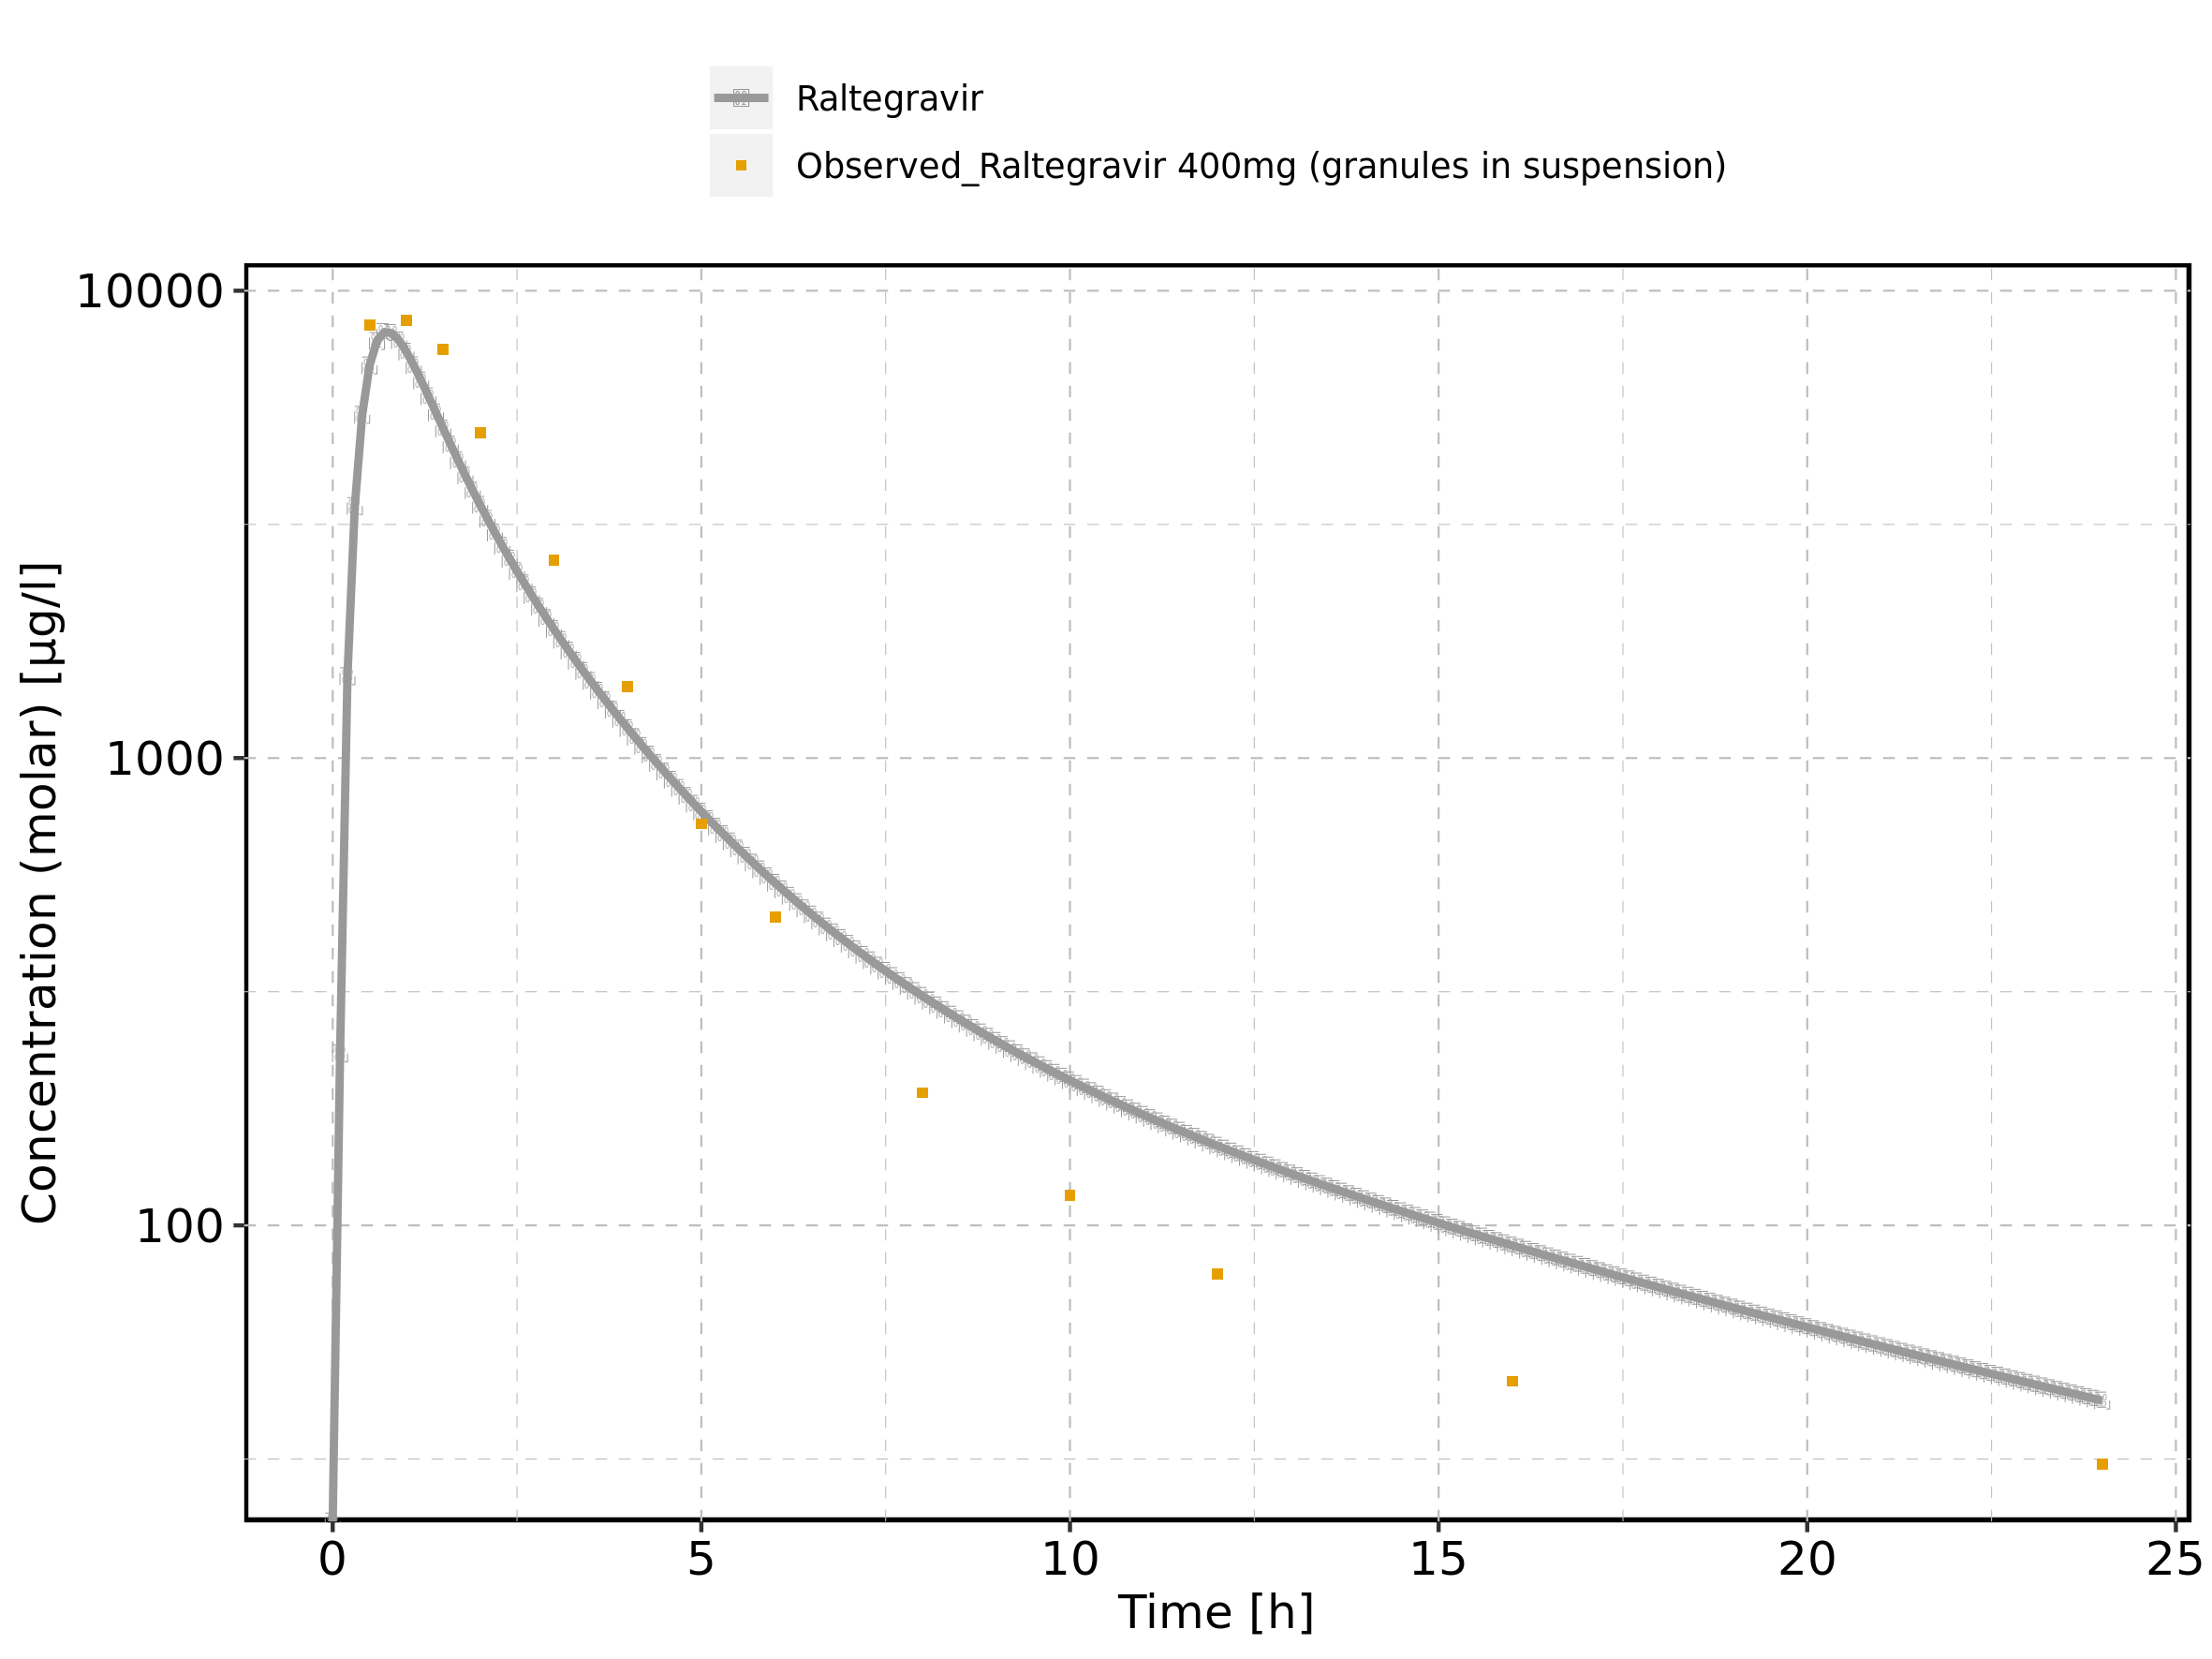 Raltegravir
Observed_Raltegravir 400mg (granules in suspension)
10000
1000
100
Concentration (molar) [µg/l]
0 5 10 15 20 25
Time [h]